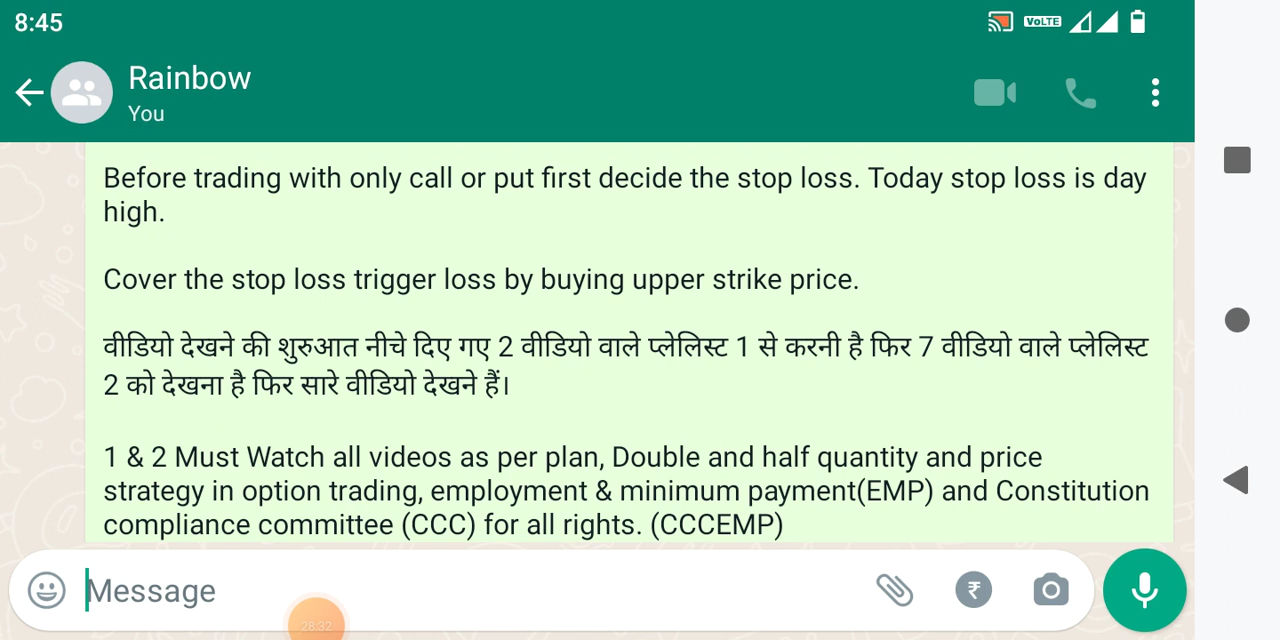 8:45
VoLTE
Rainbow
You
Before trading with only call or put first decide the stop loss. Today stop loss is day
high.
Cover the stop loss trigger loss by buying upper strike price.
वीडियो देखने की शुरुआत नीचे दिए गए 2 वीडियो वाले प्लेलिस्ट 1 से करनी है फिर 7 वीडियो वाले प्लेलिस्ट
2 को देखना है फिर सारे वीडियो देखने हैं।
1 & 2 Must Watch all videos as per plan, Double and half quantity and price
strategy in option trading, employment & minimum payment(EMP) and Constitution
compliance committee (CCC) for all rights. (CCCEMP)
Message
₹
28:32